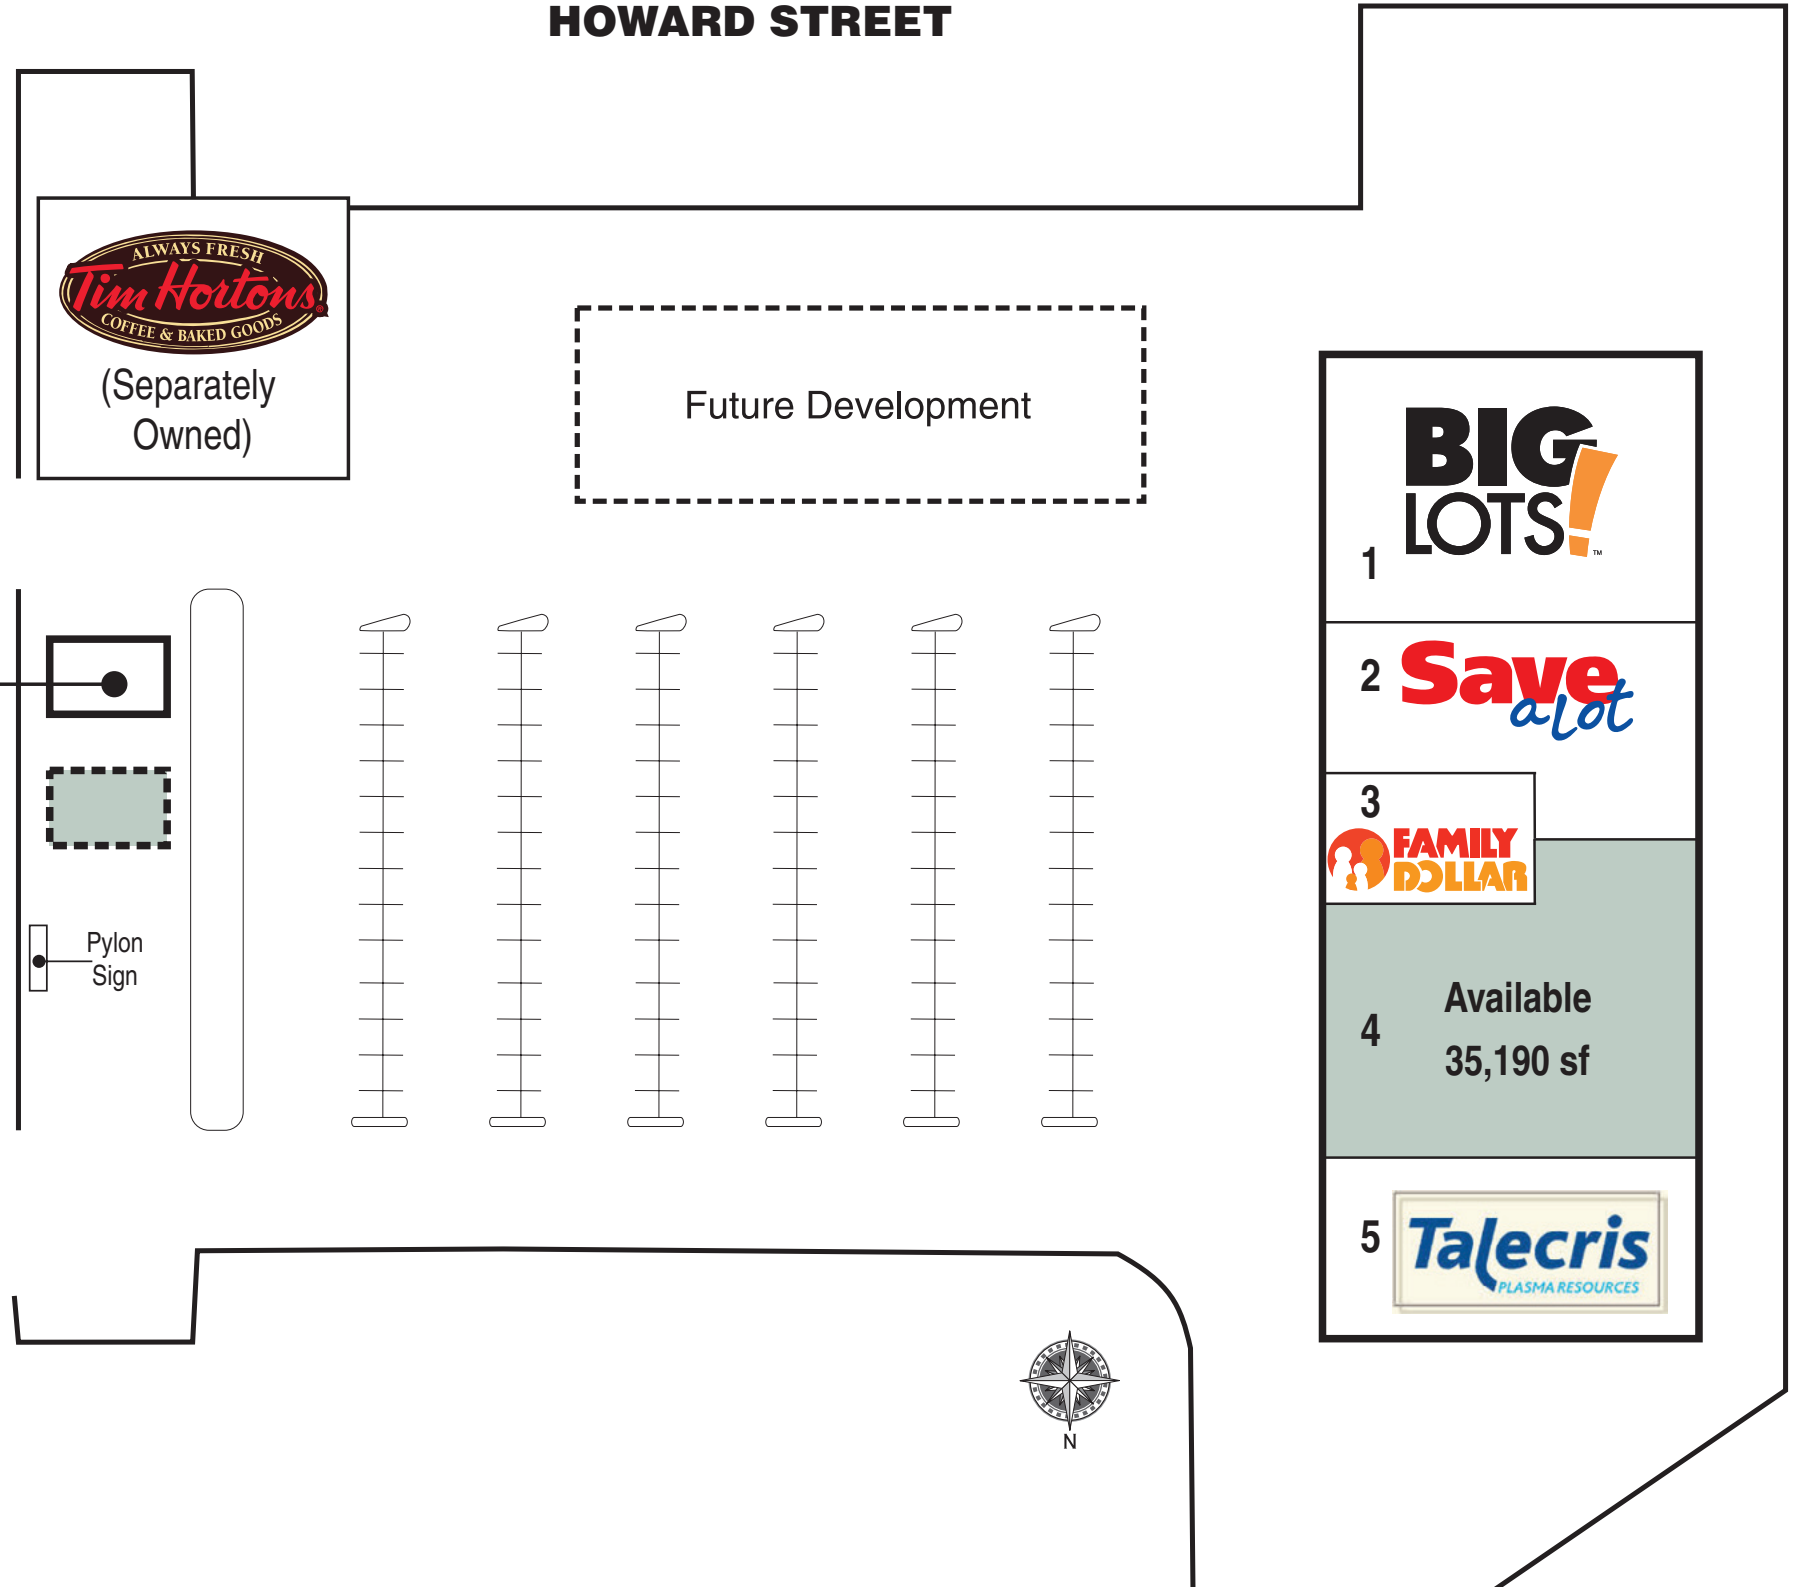 HOWARD STREET
ALWAYS FRESH
Tim Hortons
COFFEE & BAKED GOODS
(Separately
Owned)
Future Development
BIG
LOTS!
TM
1
2
Save
a Lot
3
FAMILY
DOLLAR
Pylon
Sign
Available
4
35,190 sf
5
Talecris
PLASMA RESOURCES
N